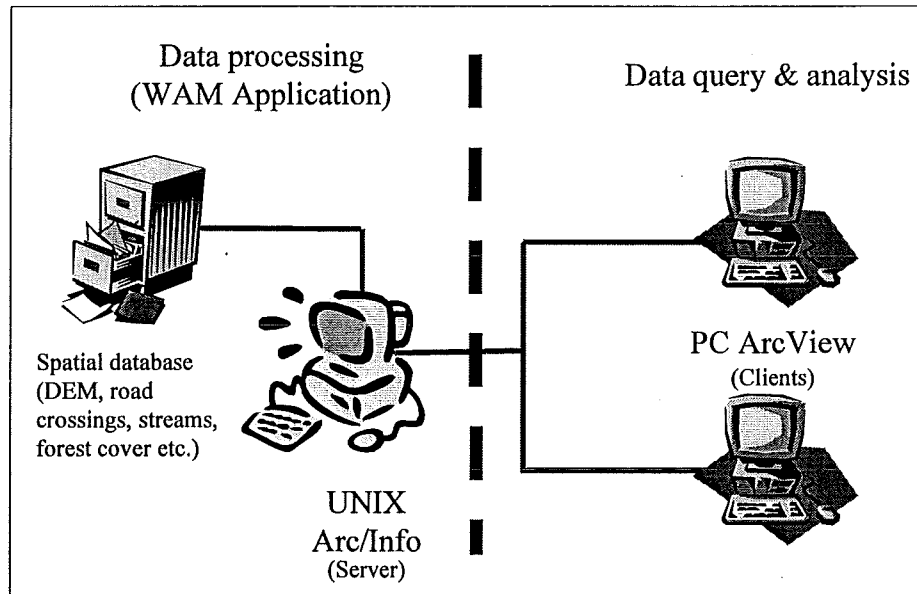 Data processing
(WAM Application)
Data query & analysis
Spatial database
(DEM, road
crossings, streams,
forest cover etc.)
UNIX
Arc/Info
(Server)
PC ArcView
(Clients)